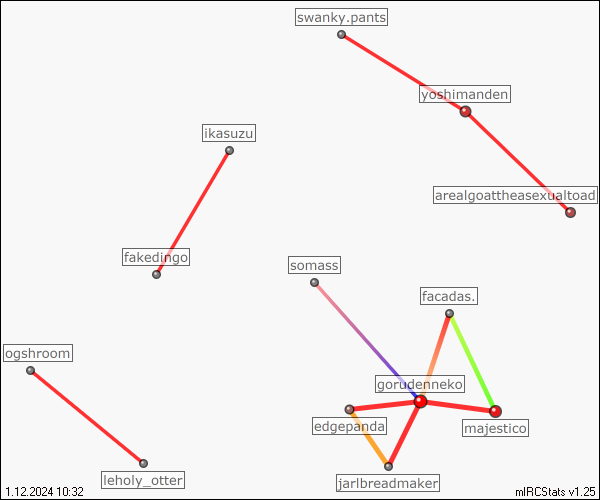 swanky.pants
yoshimanden
ikasuzu
arealgoattheasexualtoad
fakedingo
somass
facadas.
ogshroom
gorudenneko
edgepanda
majestico
leholy_otter
jarlbreadmaker
1.12.2024 10:32
mIRCStats v1.25